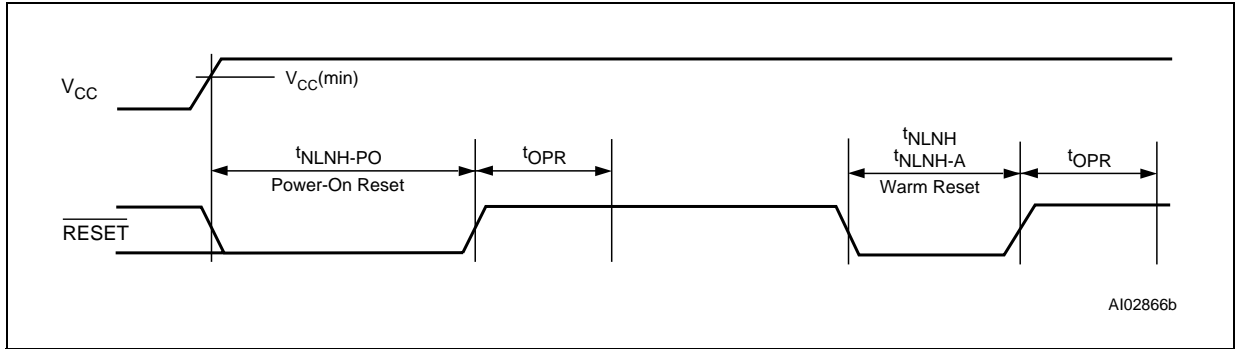 VCC
VCC(min)
tNLNH-PO
Power-On Reset
tOPR
tNLNH
tNLNH-A
Warm Reset
tOPR
RESET
AI02866b